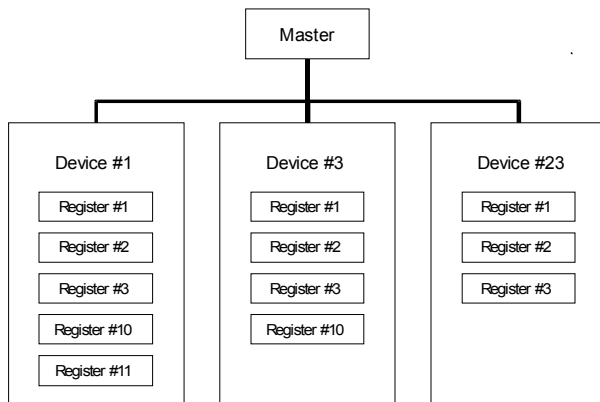 Master
Device #1
Register #1
Register #2
Register #3
Register #10
Register #11
Device #3
Register #1
Register #2
Register #3
Register #10
Device #23
Register #1
Register #2
Register #3